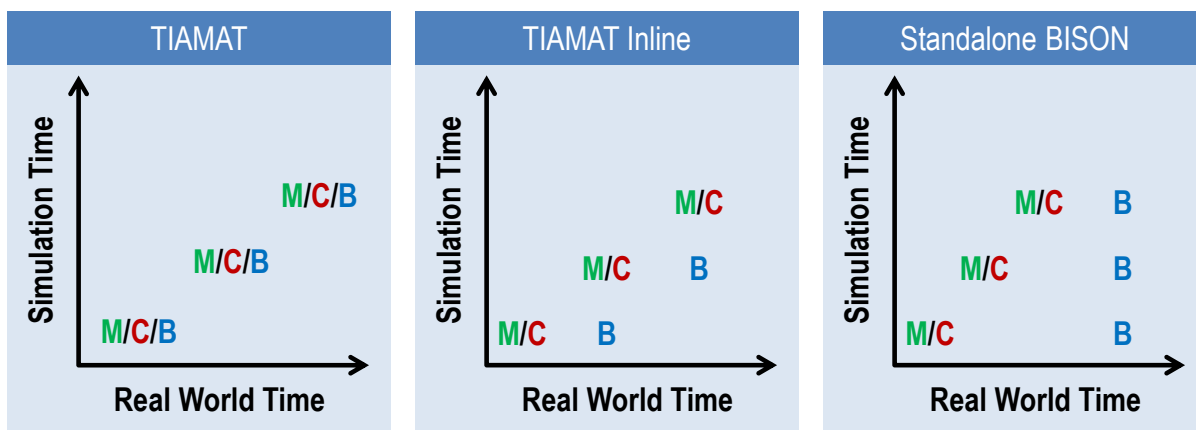 TIAMAT
Simulation Time
M/C/B
M/C/B
M/C/B
Real World Time
TIAMAT Inline
Simulation Time
M/C
M/C B
M/C B
Real World Time
Standalone BISON
Simulation Time
M/C B
M/C B
M/C B
Real World Time